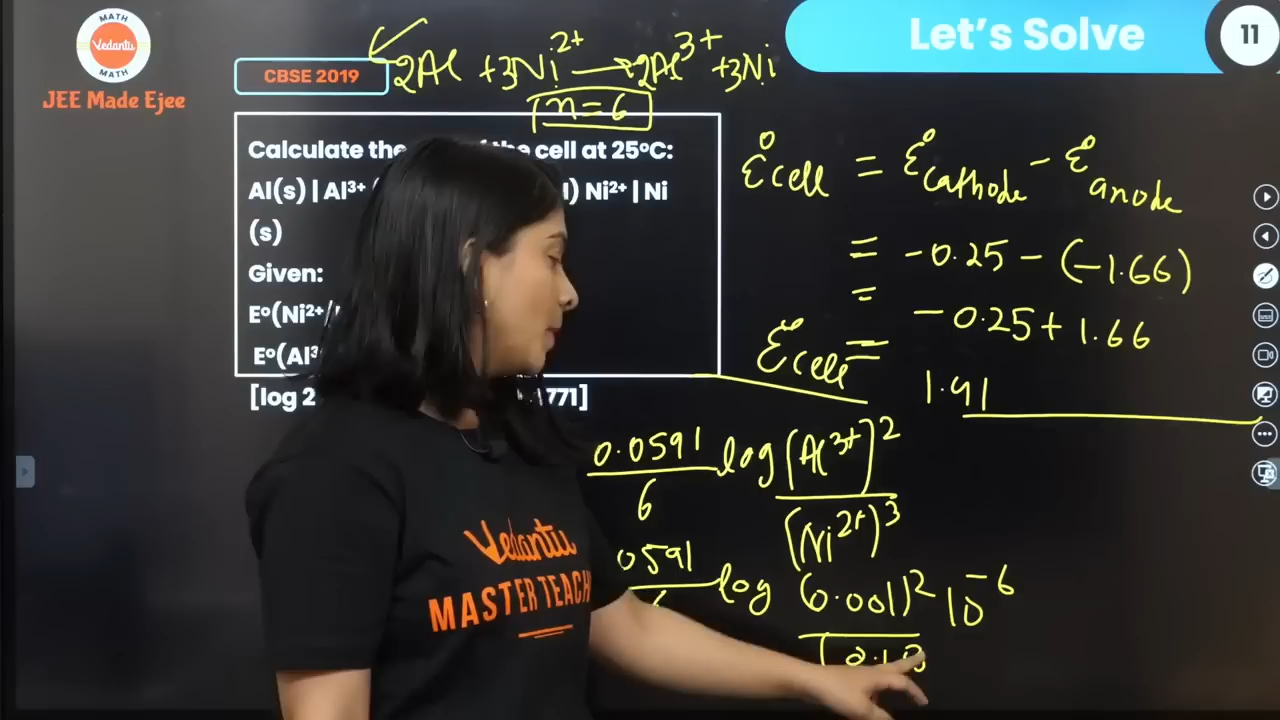 MATH
Vedantu
MATH
JEE Made Ejee
Let's Solve
11
CBSE 2019
2Al + 3Ni²⁺ → 2Al³⁺ + 3Ni
n = 6
Calculate the cell at 25°C:
Al(s) | Al³⁺ ) Ni²⁺ | Ni
(s)
Given:
E°(Ni²⁺/
E°(Al³
[log 2 771]
E°cell = E°cathode - E°anode
= -0.25 - (-1.66)
= -0.25 + 1.66
E°cell = 1.41
0.0591/6 log (Al³⁺)²/(Ni²⁺)³
0591 log (0.001)² 10⁻⁶
Vedantu
MASTER TEACH